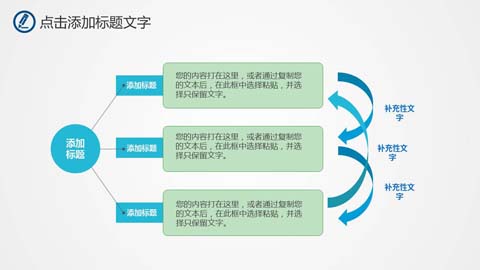 点击添加标题文字
添加
标题
添加标题
您的内容打在这里，或者通过复制您
的文本后，在此框中选择粘贴，并选
择只保留文字。
补充性文
字
添加标题
您的内容打在这里，或者通过复制您
的文本后，在此框中选择粘贴，并选
择只保留文字。
补充性文
字
添加标题
您的内容打在这里，或者通过复制您
的文本后，在此框中选择粘贴，并选
择只保留文字。
补充性文
字